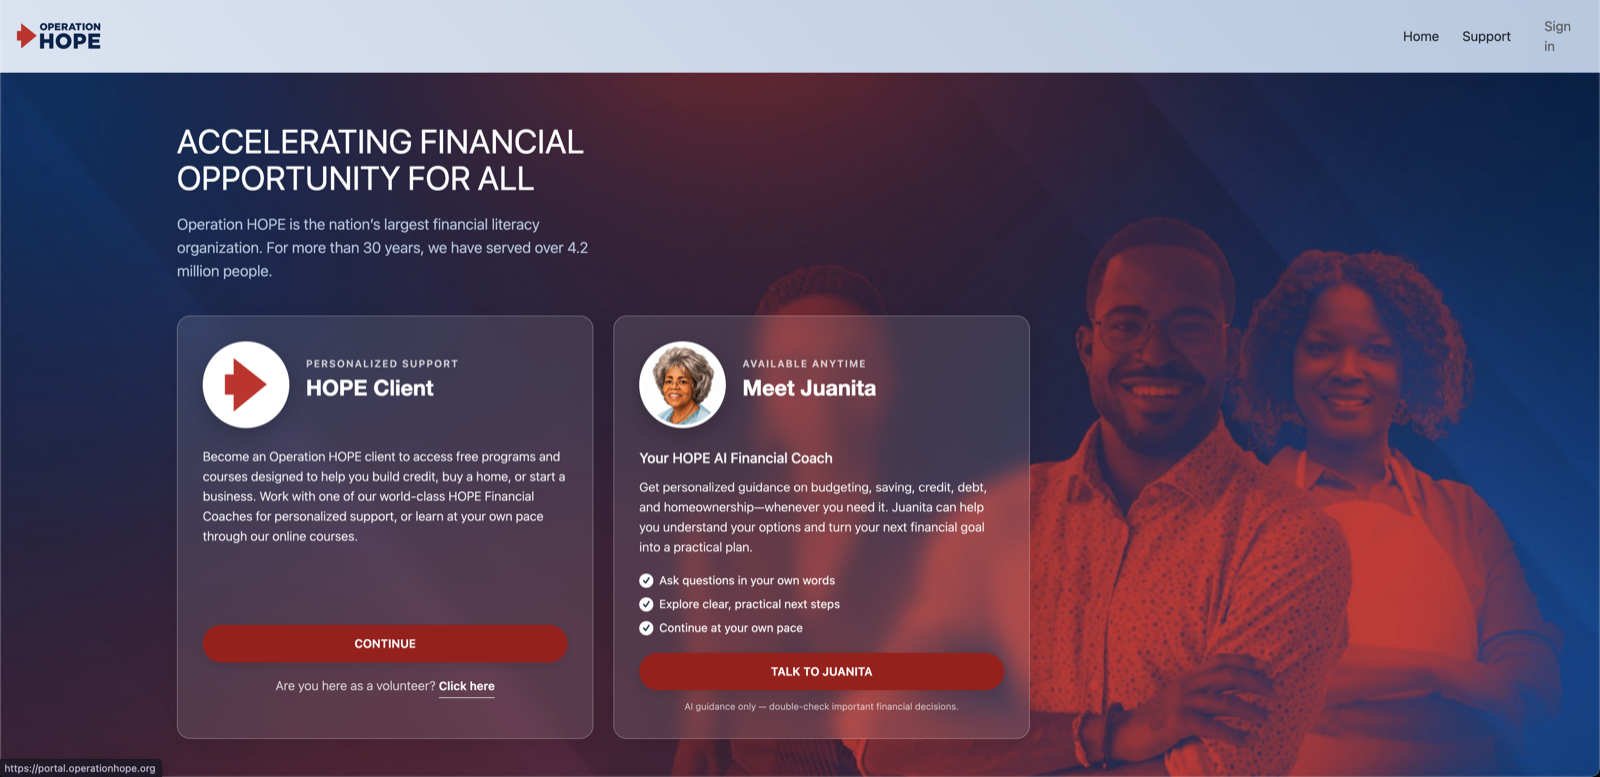 OPERATION
HOPE
Home
Support
Sign
in
ACCELERATING FINANCIAL
OPPORTUNITY FOR ALL
Operation HOPE is the nation’s largest financial literacy
organization. For more than 30 years, we have served over 4.2
million people.
PERSONALIZED SUPPORT
HOPE Client
Become an Operation HOPE client to access free programs and
courses designed to help you build credit, buy a home, or start a
business. Work with one of our world-class HOPE Financial
Coaches for personalized support, or learn at your own pace
through our online courses.
CONTINUE
Are you here as a volunteer? Click here
AVAILABLE ANYTIME
Meet Juanita
Your HOPE AI Financial Coach
Get personalized guidance on budgeting, saving, credit, debt,
and homeownership—whenever you need it. Juanita can help
you understand your options and turn your next financial goal
into a practical plan.
Ask questions in your own words
Explore clear, practical next steps
Continue at your own pace
TALK TO JUANITA
AI guidance only — double-check important financial decisions.
https://portal.operationhope.org